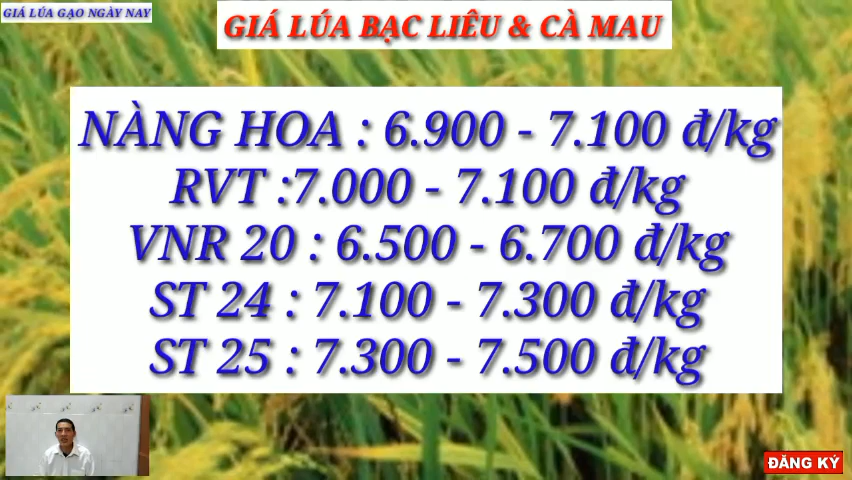 GIÁ LÚA GẠO NGÀY NAY
GIÁ LÚA BẠC LIÊU & CÀ MAU
NÀNG HOA : 6.900 - 7.100 đ/kg
RVT :7.000 - 7.100 đ/kg
VNR 20 : 6.500 - 6.700 đ/kg
ST 24 : 7.100 - 7.300 đ/kg
ST 25 : 7.300 - 7.500 đ/kg
ĐĂNG KÝ